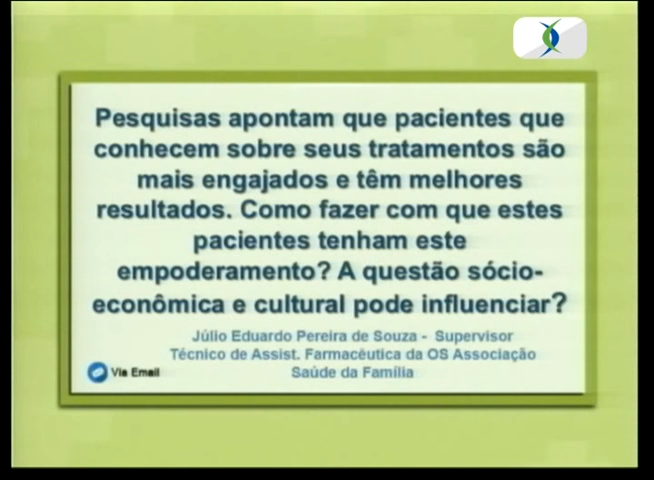 Pesquisas apontam que pacientes que
conhecem sobre seus tratamentos são
mais engajados e têm melhores
resultados. Como fazer com que estes
pacientes tenham este
empoderamento? A questão sócio-
econômica e cultural pode influenciar?
Júlio Eduardo Pereira de Souza - Supervisor
Técnico de Assist. Farmacêutica da OS Associação
Saúde da Família
Via Email